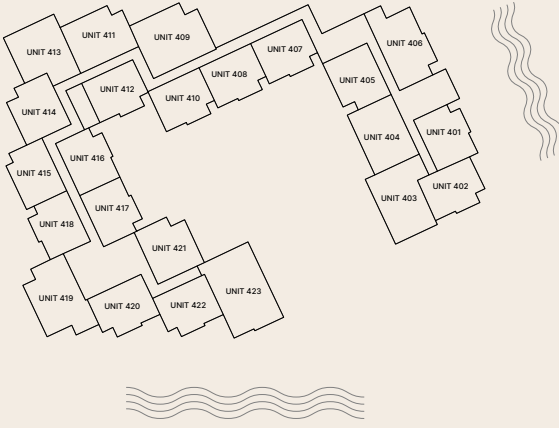 UNIT 411
UNIT 409
UNIT 413
UNIT 406
UNIT 407
UNIT 408
UNIT 405
UNIT 412
UNIT 410
UNIT 414
UNIT 401
UNIT 404
UNIT 416
UNIT 415
UNIT 402
UNIT 403
UNIT 417
UNIT 418
UNIT 421
UNIT 423
UNIT 419
UNIT 420
UNIT 422